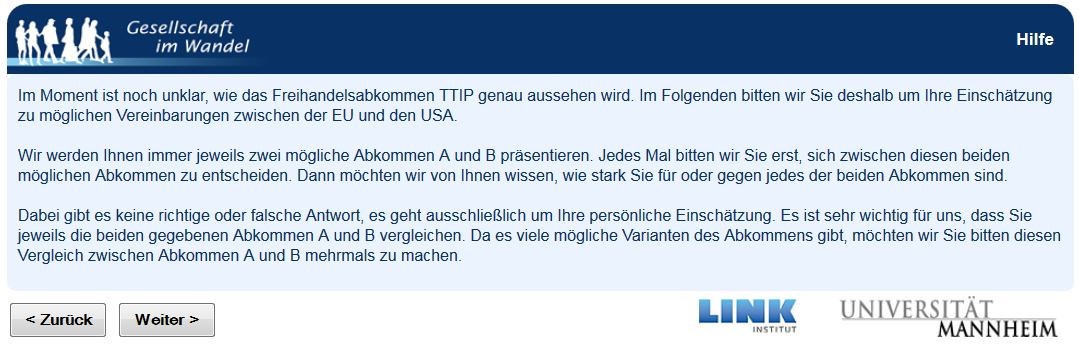 Gesellschaft
im Wandel
Hilfe
Im Moment ist noch unklar, wie das Freihandelsabkommen TTIP genau aussehen wird. Im Folgenden bitten wir Sie deshalb um Ihre Einschätzung
zu möglichen Vereinbarungen zwischen der EU und den USA.
Wir werden Ihnen immer jeweils zwei mögliche Abkommen A und B präsentieren. Jedes Mal bitten wir Sie erst, sich zwischen diesen beiden
möglichen Abkommen zu entscheiden. Dann möchten wir von Ihnen wissen, wie stark Sie für oder gegen jedes der beiden Abkommen sind.
Dabei gibt es keine richtige oder falsche Antwort, es geht ausschließlich um Ihre persönliche Einschätzung. Es ist sehr wichtig für uns, dass Sie
jeweils die beiden gegebenen Abkommen A und B vergleichen. Da es viele mögliche Varianten des Abkommens gibt, möchten wir Sie bitten diesen
Vergleich zwischen Abkommen A und B mehrmals zu machen.
< Zurück
Weiter >
LINK
INSTITUT
UNIVERSITÄT
MANNHEIM